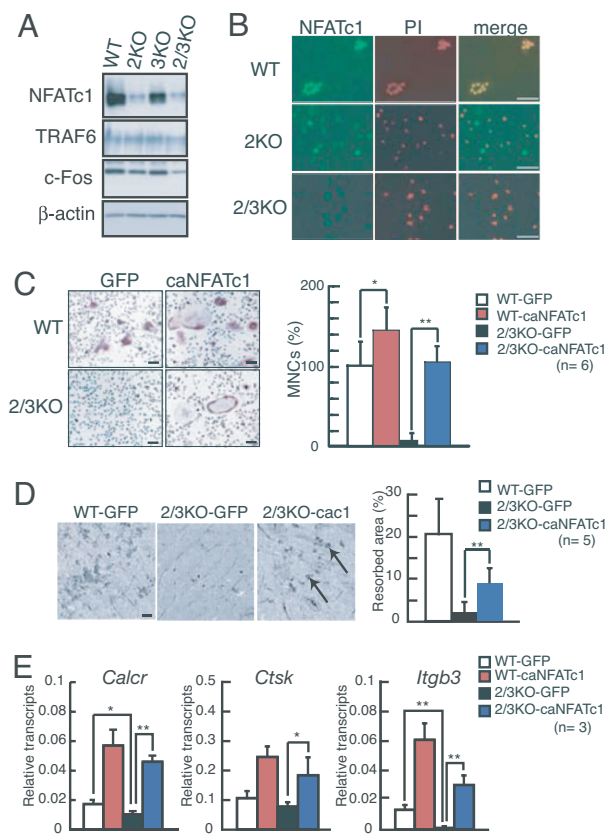 A
WT 2KO 3KO 2/3KO
NFATc1
TRAF6
c-Fos
β-actin
B
NFATc1 PI merge
WT
2KO
2/3KO
C
GFP caNFATc1
WT
2/3KO
MNCs (%)
200
100
0
* **
WT-GFP
WT-caNFATc1
2/3KO-GFP
2/3KO-caNFATc1
(n= 6)
D
WT-GFP 2/3KO-GFP 2/3KO-cac1
Resorbed area (%)
30
20
10
0
**
WT-GFP
2/3KO-GFP
2/3KO-caNFATc1
(n= 5)
E
Calcr
Relative transcripts
0.1
0.08
0.06
0.04
0.02
0
* **
Ctsk
Relative transcripts
0.5
0.4
0.3
0.2
0.1
0
*
Itgb3
Relative transcripts
0.1
0.08
0.06
0.04
0.02
0
** **
WT-GFP
WT-caNFATc1
2/3KO-GFP
2/3KO-caNFATc1
(n= 3)